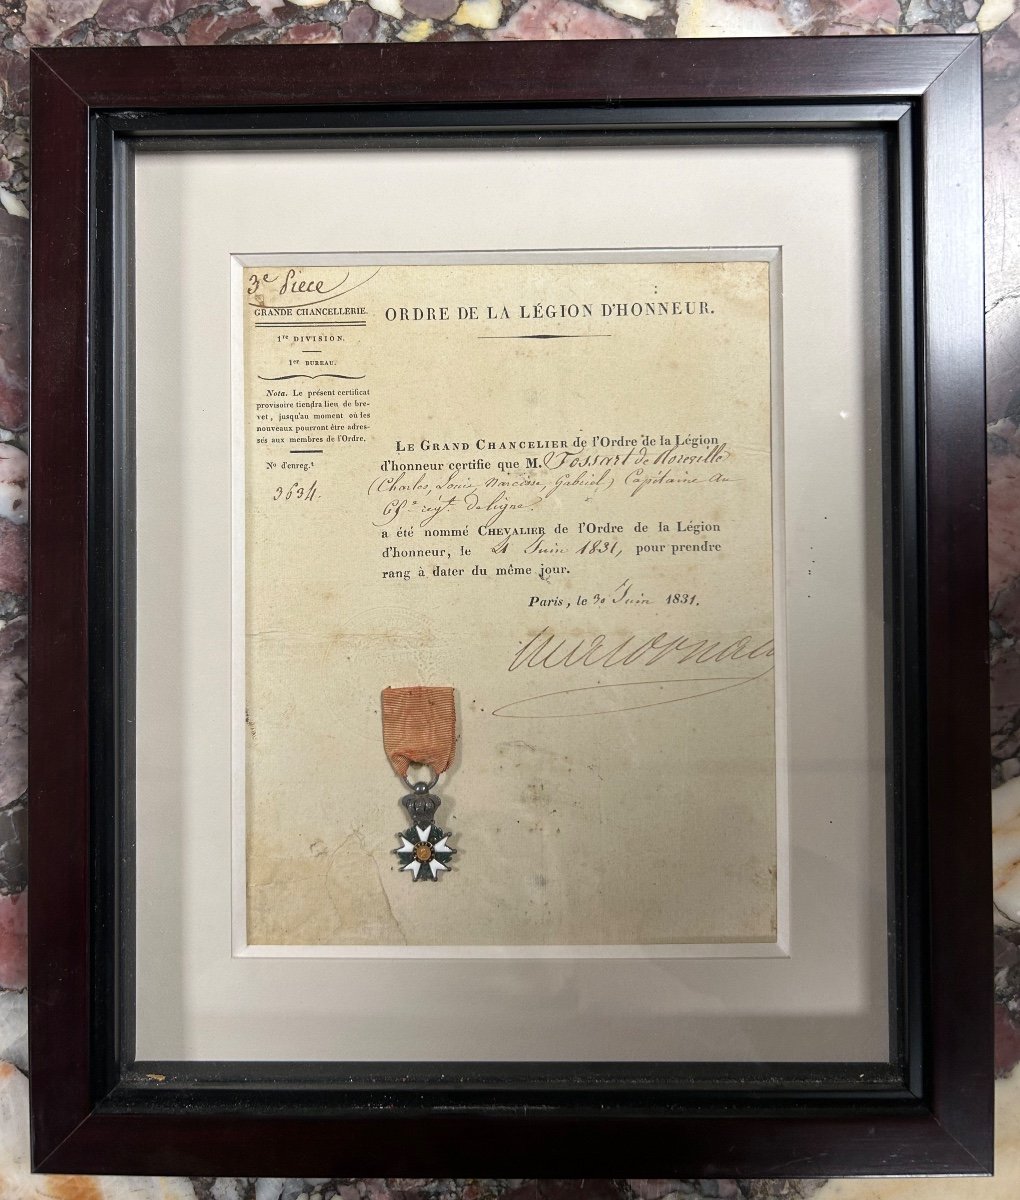 3e Piece
GRANDE CHANCELLERIE.
1re DIVISION.
1er BUREAU.
Nota. Le présent certificat
provisoire tiendra lieu de bre-
vet, jusqu'au moment où les
nouveaux pourront être adres-
sés aux membres de l'Ordre.
N° d'enreg.t
3634.
ORDRE DE LA LÉGION D'HONNEUR.
LE GRAND CHANCELIER de l'Ordre de la Légion
d'honneur certifie que M. Fossart de
(Charles, Louis, Narcisse, Gabriel) Capitaine au
régt. de ligne.
a été nommé CHEVALIER de l'Ordre de la Légion
d'honneur, le 21 Juin 1831, pour prendre
rang à dater du même jour.
Paris, le 30 Juin 1831.